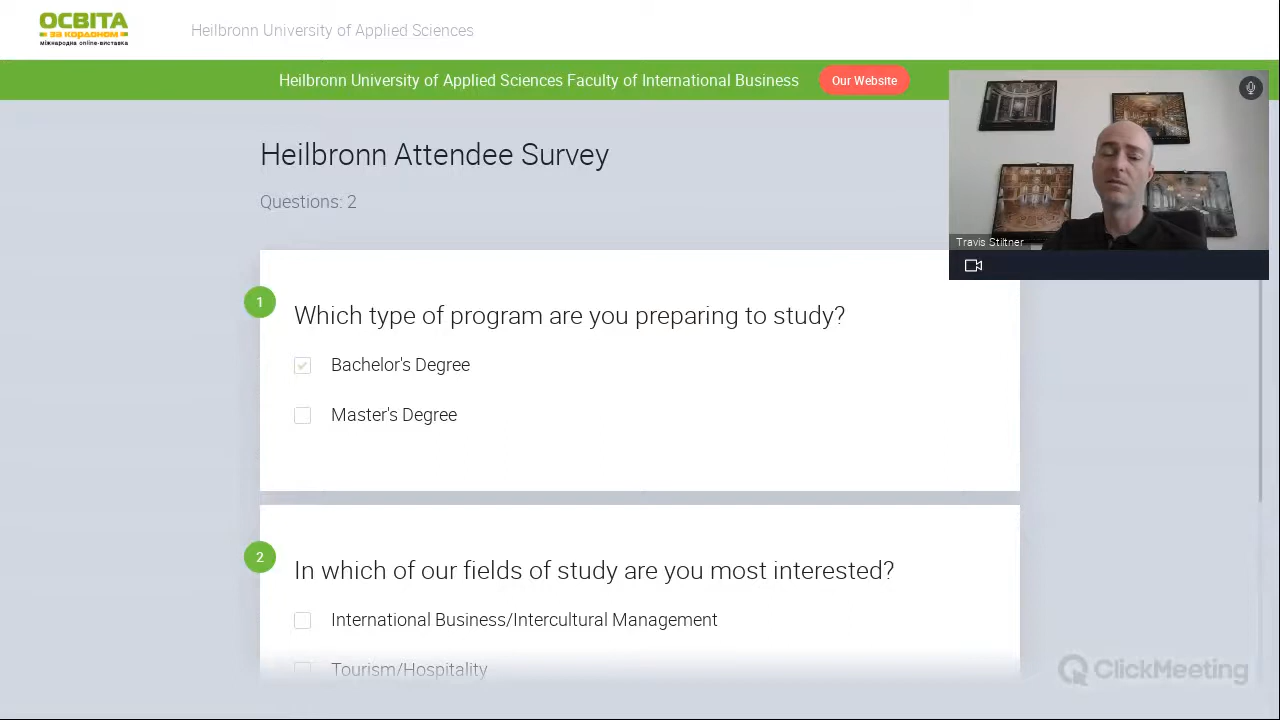 ОСВІТА
за кордоном
міжнародна online-виставка
Heilbronn University of Applied Sciences
Heilbronn University of Applied Sciences Faculty of International Business
Our Website
Travis Stiltner
Heilbronn Attendee Survey
Questions: 2
1
Which type of program are you preparing to study?
Bachelor's Degree
Master's Degree
2
In which of our fields of study are you most interested?
International Business/Intercultural Management
Tourism/Hospitality
ClickMeeting